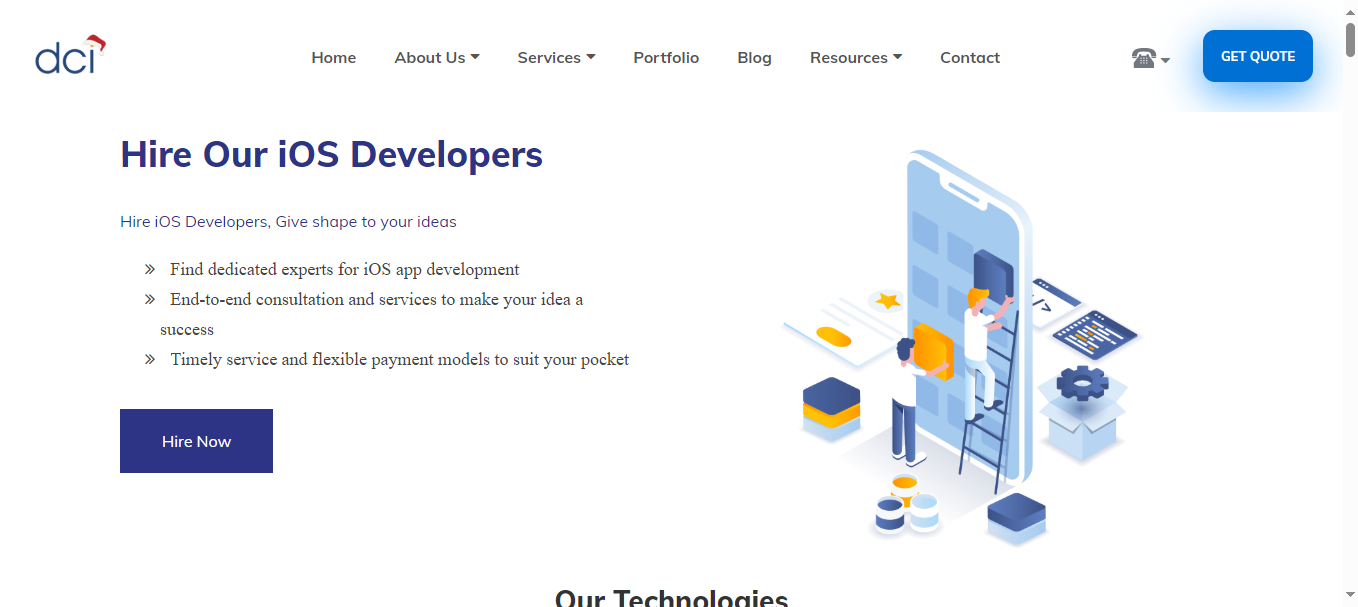 dci
Home About Us Services Portfolio Blog Resources Contact
GET QUOTE
Hire Our iOS Developers
Hire iOS Developers, Give shape to your ideas
Find dedicated experts for iOS app development
End-to-end consultation and services to make your idea a
success
Timely service and flexible payment models to suit your pocket
Hire Now
</>
Our Technologies